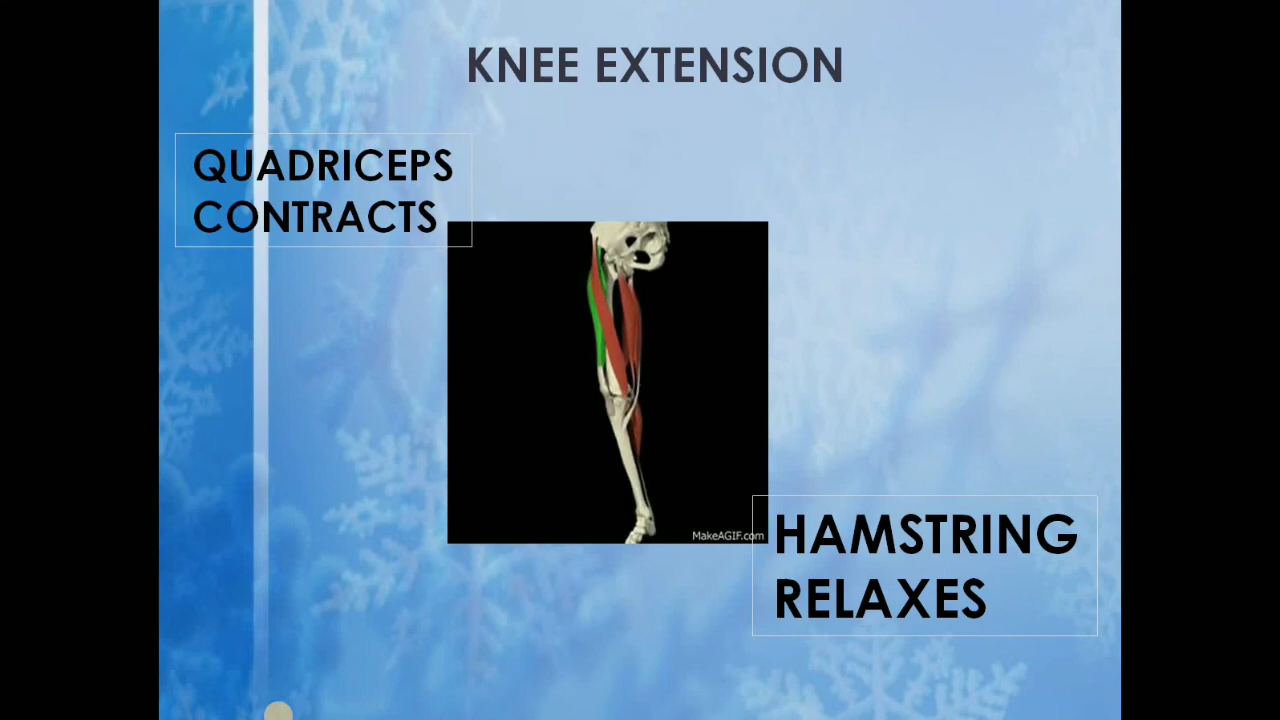 KNEE EXTENSION
QUADRICEPS
CONTRACTS
MakeAGIF.com
HAMSTRING
RELAXES